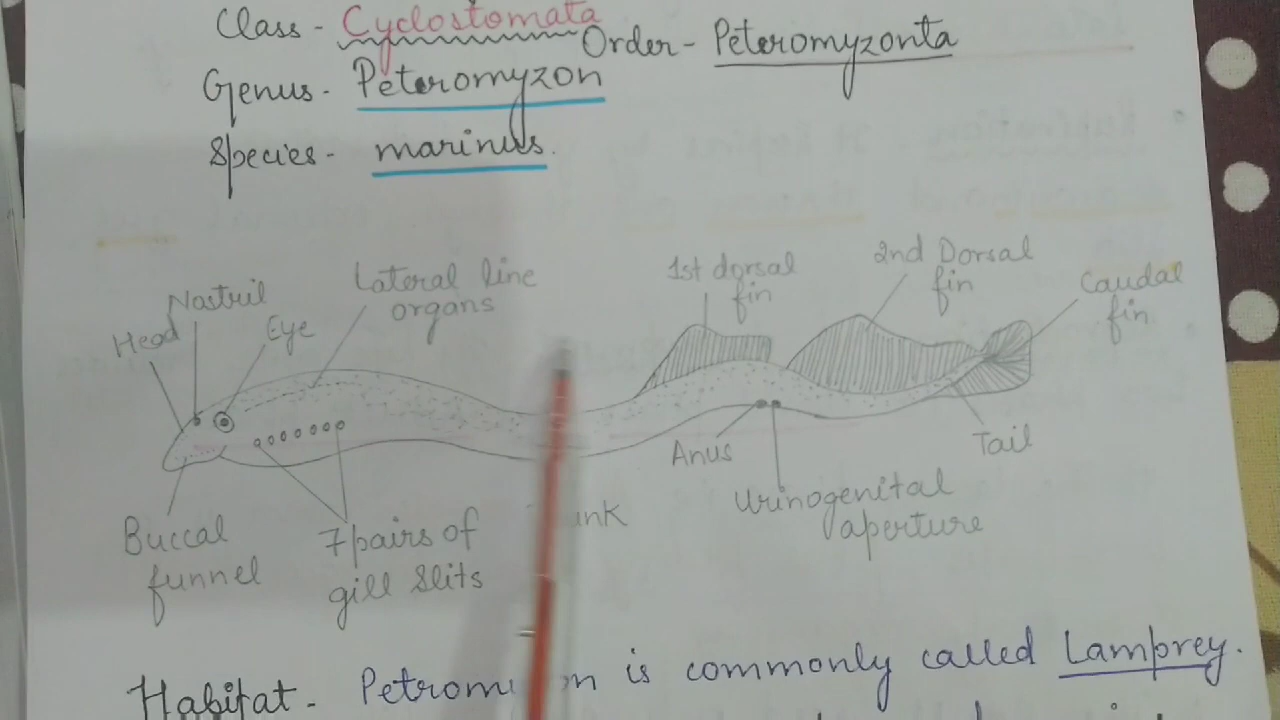 Class - Cyclostomata
Order - Peteromyzonta
Genus - Peteromyzon
Species - marinus.
Nostril
Head
Eye
Lateral line
organs
1st dorsal
fin
2nd Dorsal
fin
Caudal
fin
Anus
Tail
Urinogenital
aperture
Buccal
funnel
7 pairs of
gill slits
Habitat - is commonly called Lamprey.